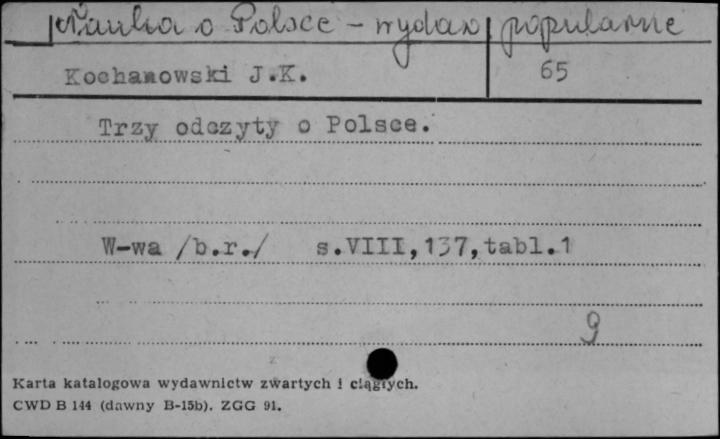 Nauka o Polsce - wydaw popularne
Kochanowski J.K.
65
Trzy odczyty o Polsce.
W-wa /b.r./ s.VIII,137,tabl.1
9
Karta katalogowa wydawnictw zwartych i ciągłych.
CWD B 144 (dawny B-15b). ZGG 91.